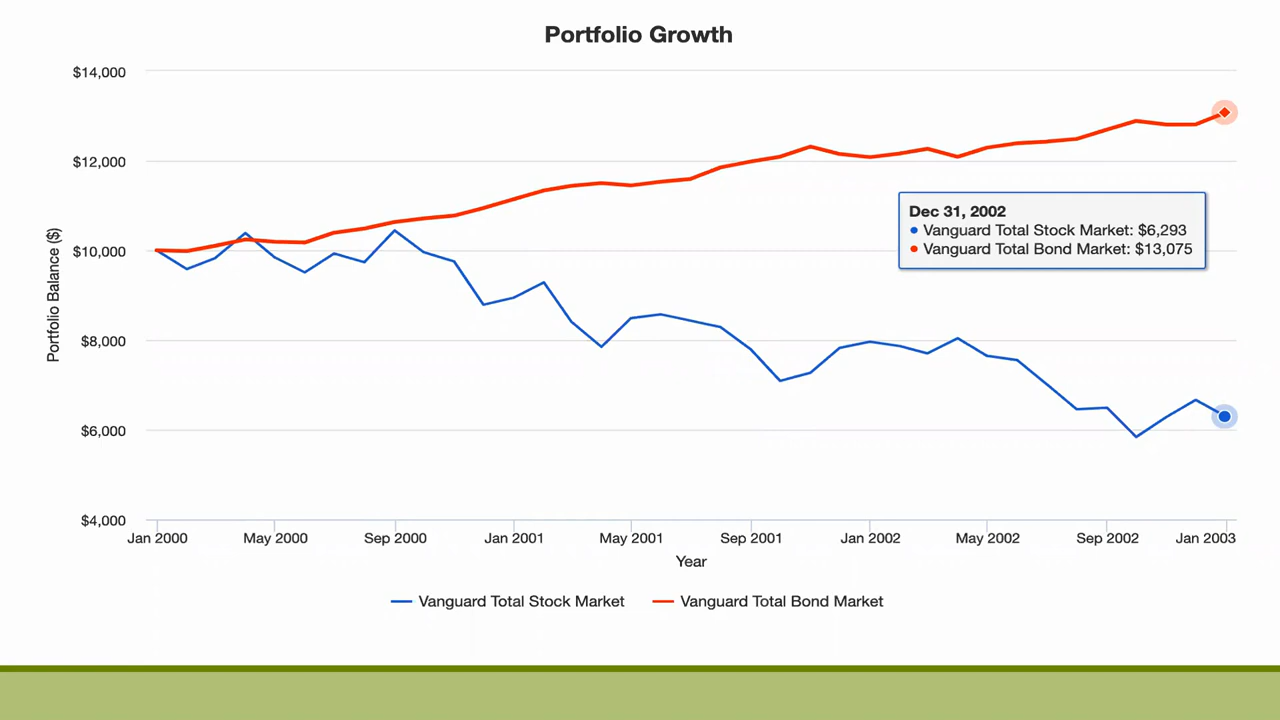 Portfolio Growth
$14,000
$12,000
$10,000
$8,000
$6,000
$4,000
Portfolio Balance ($)
Dec 31, 2002
Vanguard Total Stock Market: $6,293
Vanguard Total Bond Market: $13,075
Jan 2000 May 2000 Sep 2000 Jan 2001 May 2001 Sep 2001 Jan 2002 May 2002 Sep 2002 Jan 2003
Year
Vanguard Total Stock Market Vanguard Total Bond Market